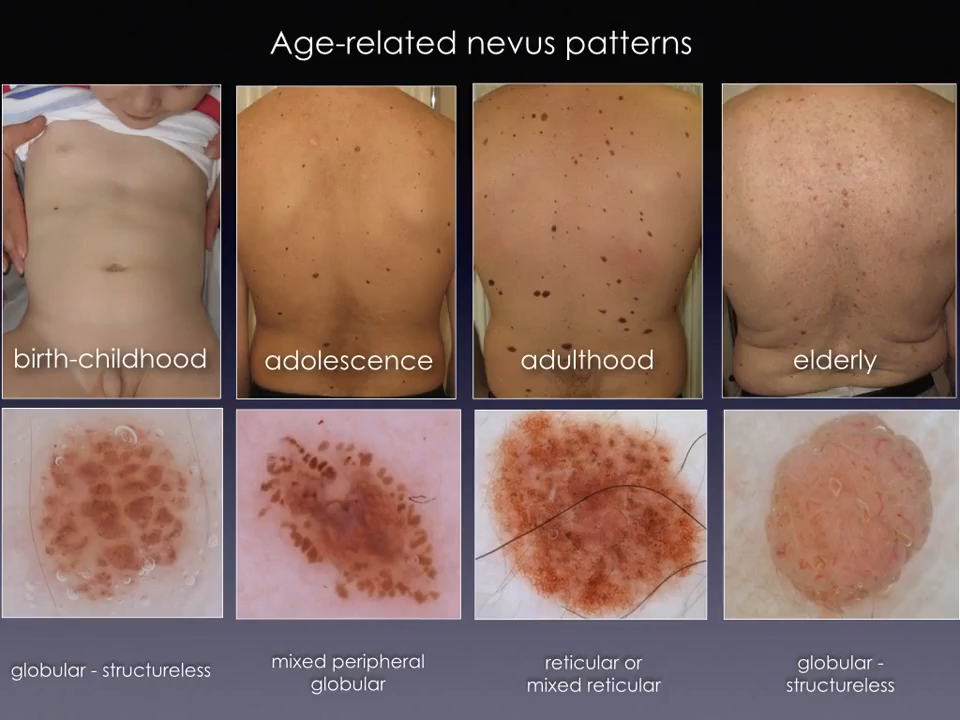 Age-related nevus patterns
birth-childhood
adolescence
adulthood
elderly
globular - structureless
mixed peripheral
globular
reticular or
mixed reticular
globular -
structureless